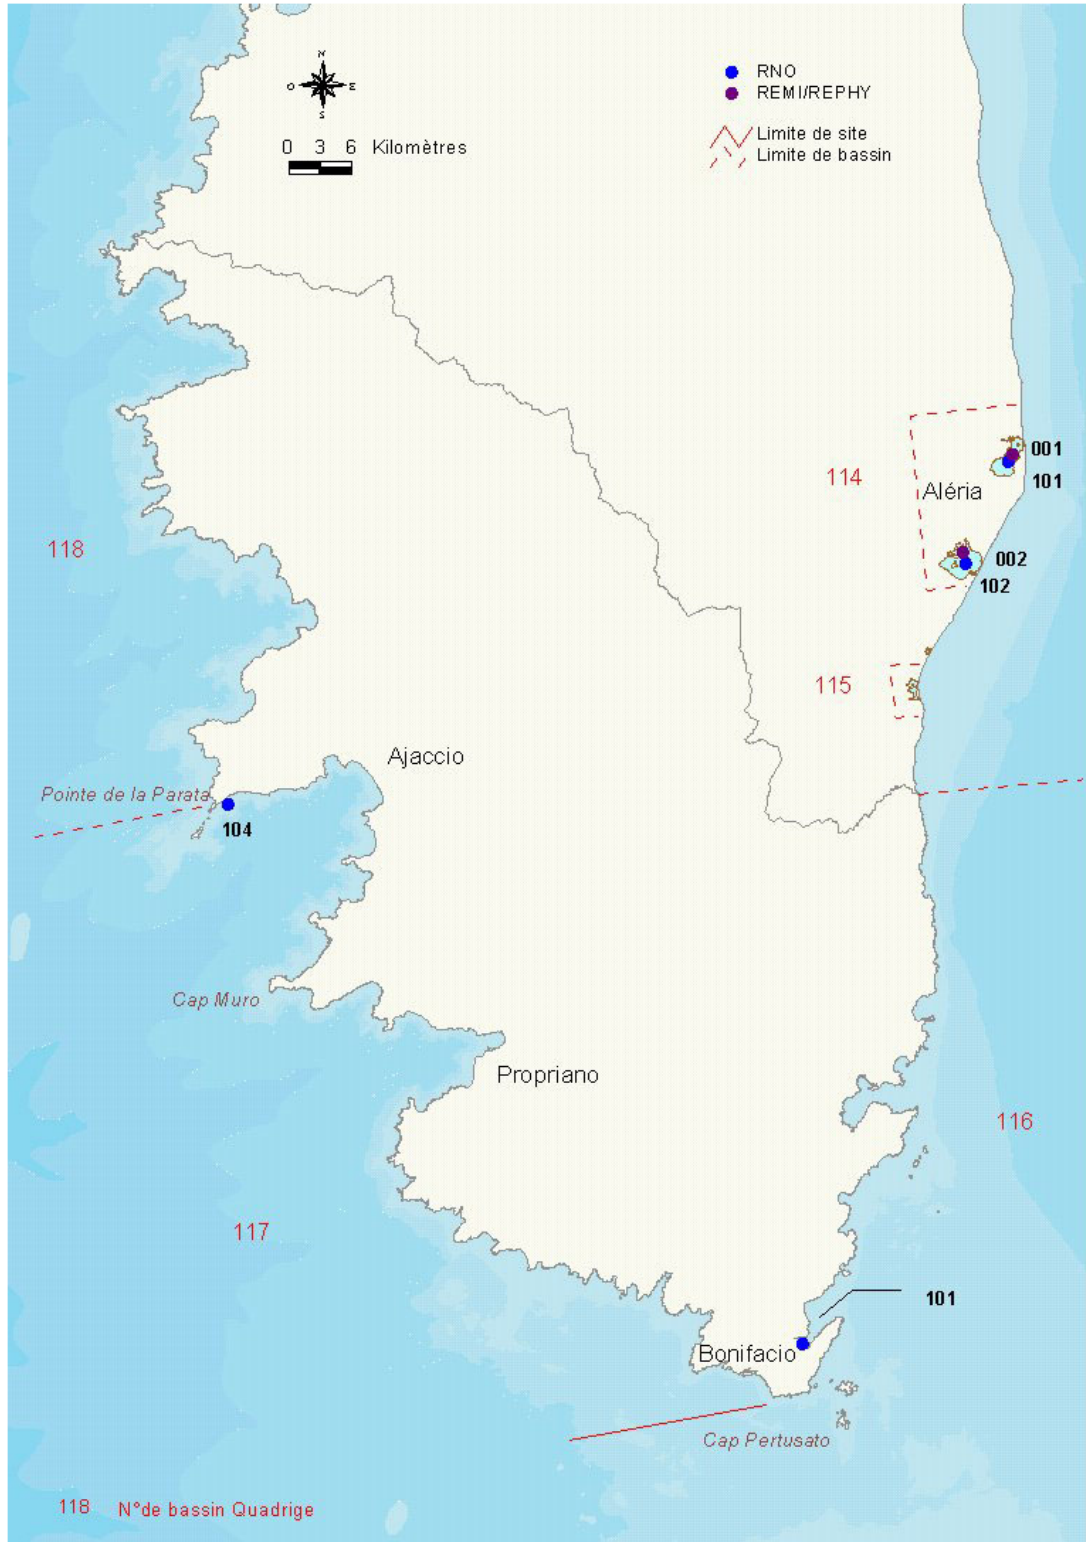 N
O E
S
0 3 6 Kilomètres
RNO
REMI/REPHY
Limite de site
Limite de bassin
001
114
101
Aléria
118
002
102
115
Ajaccio
Pointe de la Parata
104
Cap Muro
Propriano
116
117
101
Bonifacio
Cap Pertusato
118 N°de bassin Quadrige